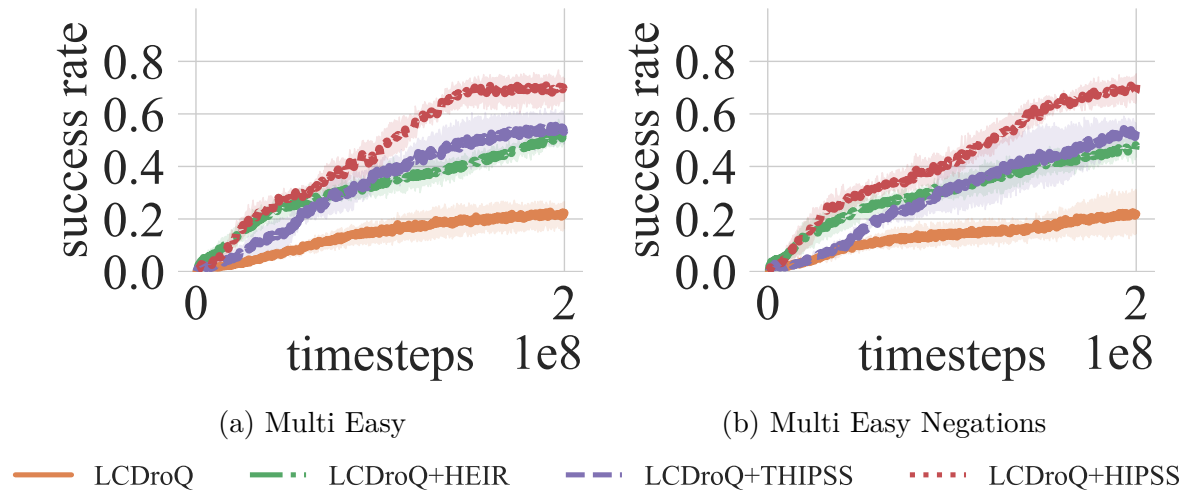 success rate
0.8
0.6
0.4
0.2
0.0
0
2
timesteps
1e8
(a) Multi Easy
success rate
0.8
0.6
0.4
0.2
0.0
0
2
timesteps
1e8
(b) Multi Easy Negations
LCDroQ
LCDroQ+HEIR
LCDroQ+THIPSS
LCDroQ+HIPSS